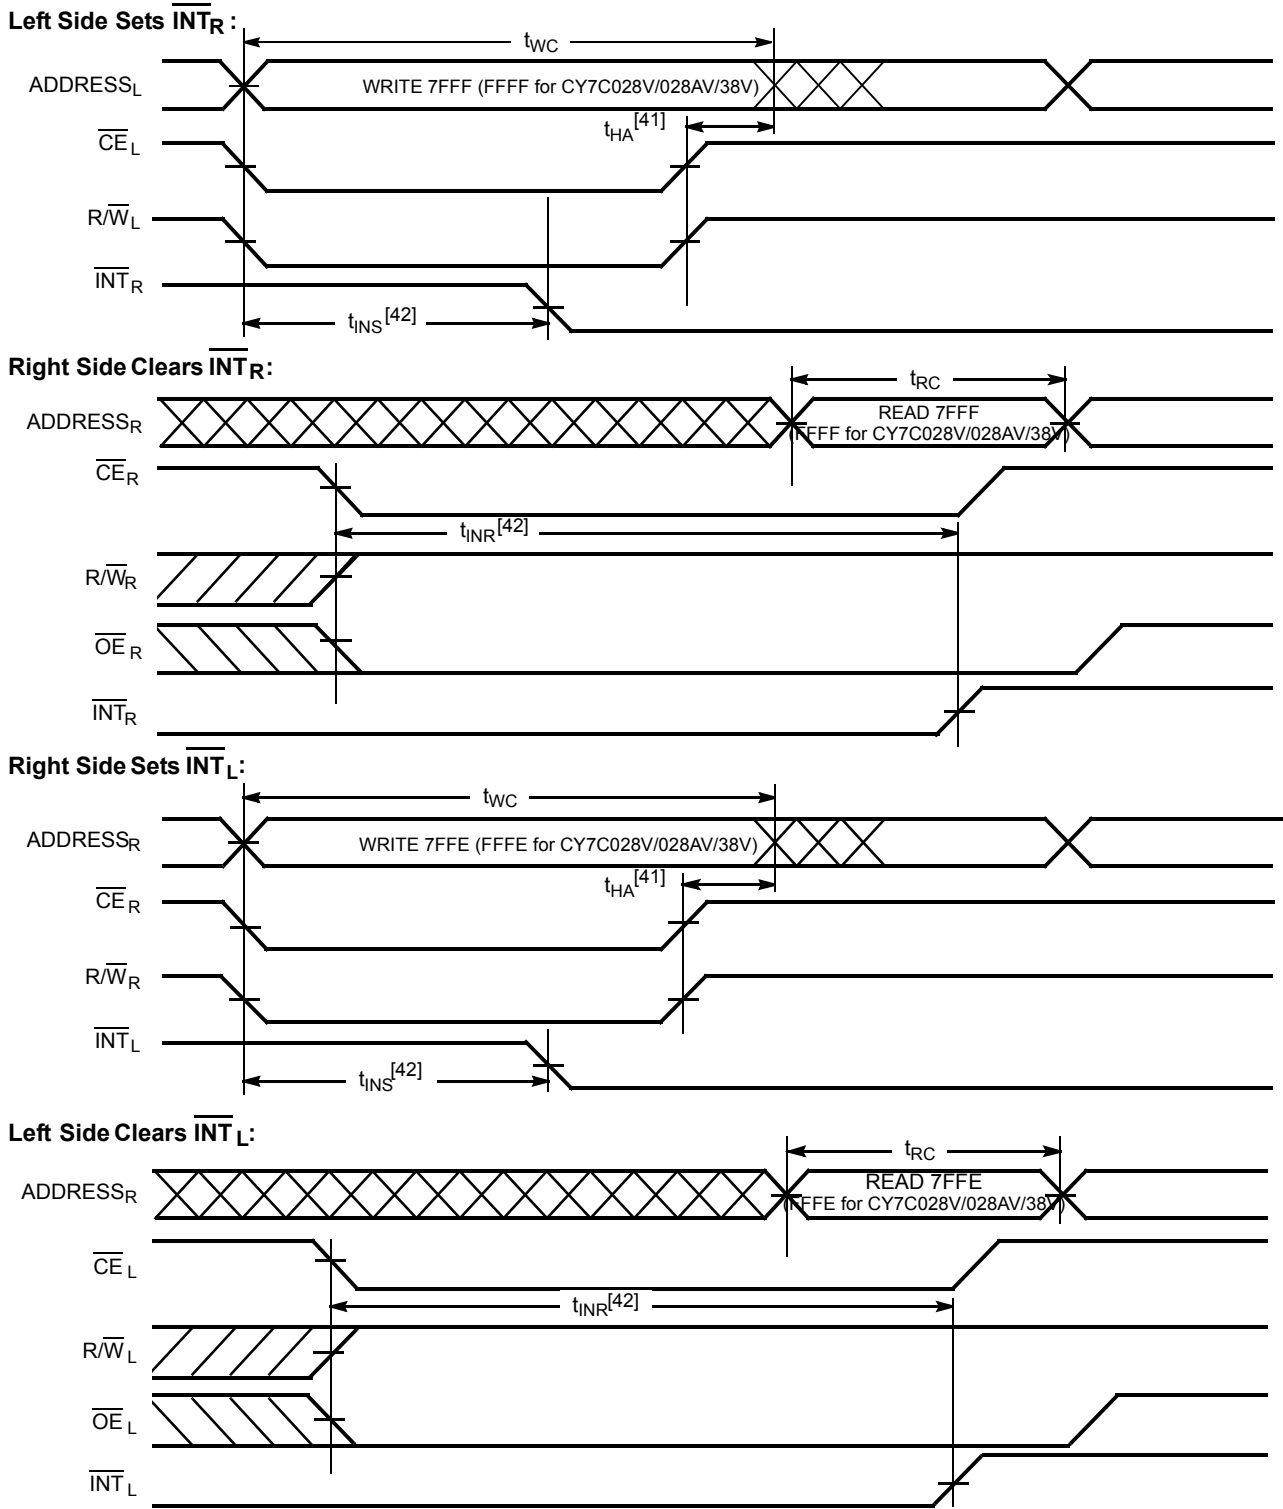 Left Side Sets INTR :
tWC
ADDRESSL
WRITE 7FFF (FFFF for CY7C028V/028AV/38V)
tHA[41]
CEL
R/WL
INTR
tINS[42]
Right Side Clears INTR:
tRC
ADDRESSR
READ 7FFF
(FFFF for CY7C028V/028AV/38V)
CER
tINR[42]
R/WR
OER
INTR
Right Side Sets INTL:
tWC
ADDRESSR
WRITE 7FFE (FFFE for CY7C028V/028AV/38V)
tHA[41]
CER
R/WR
INTL
tINS[42]
Left Side Clears INTL:
tRC
ADDRESSR
READ 7FFE
(FFFE for CY7C028V/028AV/38V)
CEL
tINR[42]
R/WL
OEL
INTL